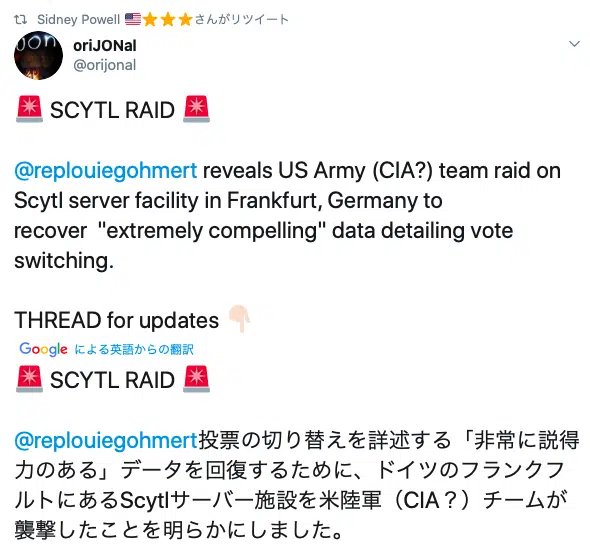 Sidney Powell 🇺🇸⭐⭐⭐さんがリツイート
oriJONal
@orijonal
🚨 SCYTL RAID 🚨
@replouiegohmert reveals US Army (CIA?) team raid on
Scytl server facility in Frankfurt, Germany to
recover "extremely compelling" data detailing vote
switching.
THREAD for updates 👇🏻
Google による英語からの翻訳
🚨 SCYTL RAID 🚨
@replouiegohmert投票の切り替えを詳述する「非常に説得
力のある」データを回復するために、ドイツのフランクフ
ルトにあるScytlサーバー施設を米陸軍（CIA？）チームが
襲撃したことを明らかにしました。